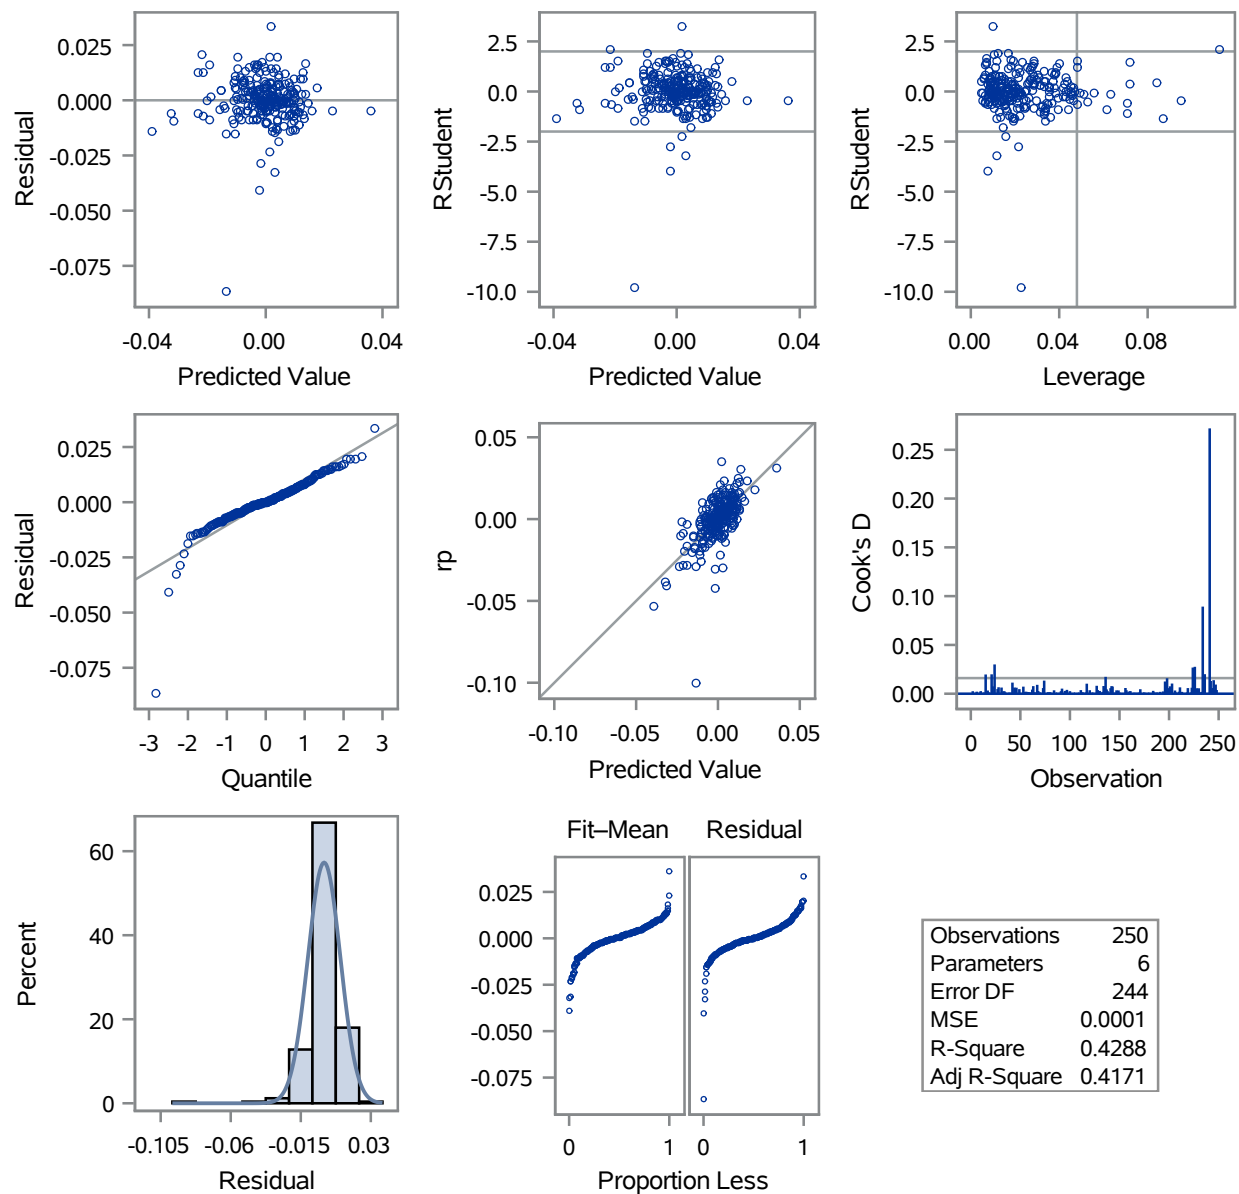 0.025
0.000
-0.025
-0.050
-0.075
Residual
-0.04 0.00 0.04
Predicted Value
2.5
0.0
-2.5
-5.0
-7.5
-10.0
RStudent
-0.04 0.00 0.04
Predicted Value
2.5
0.0
-2.5
-5.0
-7.5
-10.0
RStudent
0.00 0.04 0.08
Leverage
0.025
0.000
-0.025
-0.050
-0.075
Residual
-3 -2 -1 0 1 2 3
Quantile
0.05
0.00
-0.05
-0.10
rp
-0.10 -0.05 0.00 0.05
Predicted Value
0.25
0.20
0.15
0.10
0.05
0.00
Cook's D
0 50 100 150 200 250
Observation
60
40
20
0
Percent
-0.105 -0.06 -0.015 0.03
Residual
Fit–Mean Residual
0.025
0.000
-0.025
-0.050
-0.075
0 1 0 1
Proportion Less
Observations 250
Parameters 6
Error DF 244
MSE 0.0001
R-Square 0.4288
Adj R-Square 0.4171